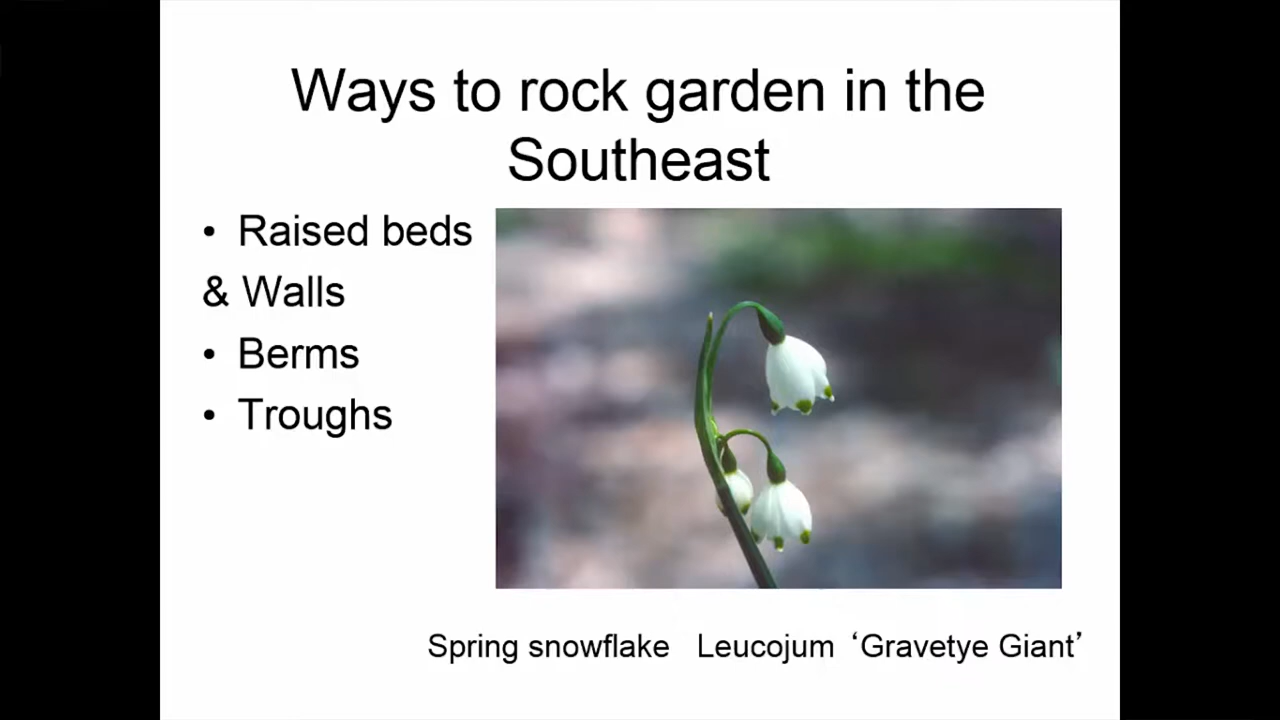 Ways to rock garden in the
Southeast
• Raised beds
& Walls
• Berms
• Troughs
Spring snowflake Leucojum ‘Gravetye Giant’